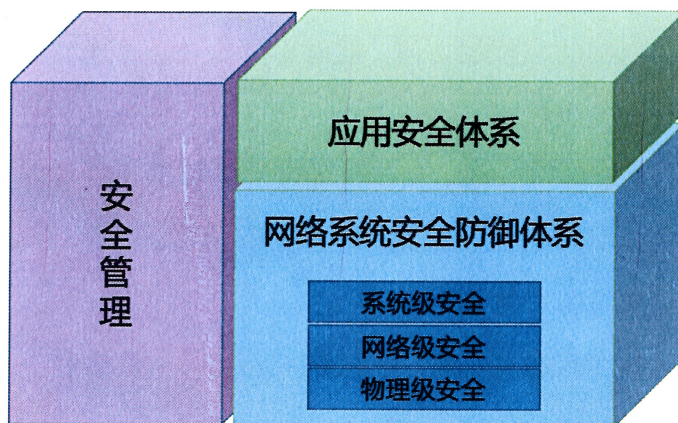 安全管理
应用安全体系
网络系统安全防御体系
系统级安全
网络级安全
物理级安全